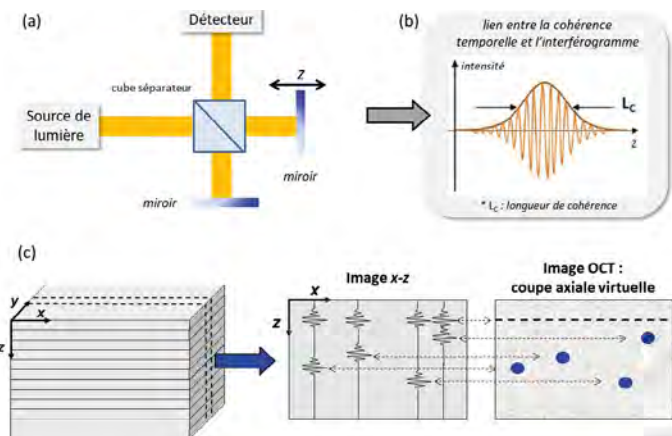 (a)
Détecteur
cube séparateur
Z
Source de
lumière
miroir
miroir
(b)
lien entre la cohérence
temporelle et l'interférogramme
intensité
Lc
z
* Lc : longueur de cohérence
(c)
y
x
z
Image x-z
x
z
Image OCT :
coupe axiale virtuelle